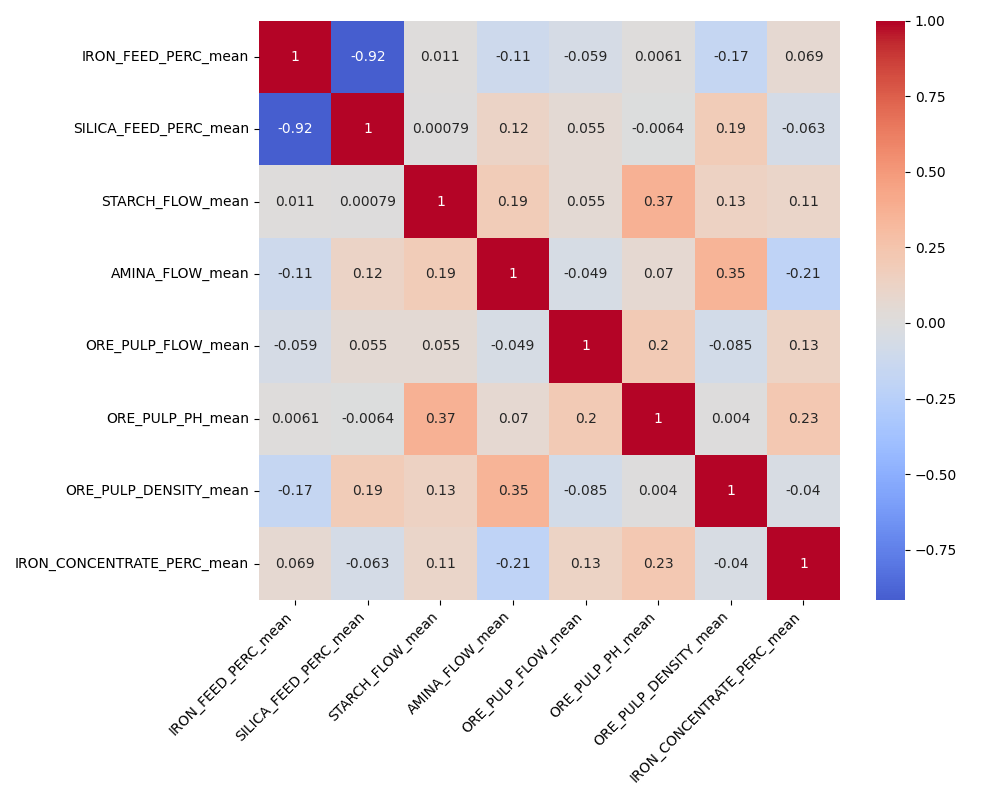 IRON_FEED_PERC_mean 1 -0.92 0.011 -0.11 -0.059 0.0061 -0.17 0.069
SILICA_FEED_PERC_mean -0.92 1 0.00079 0.12 0.055 -0.0064 0.19 -0.063
STARCH_FLOW_mean 0.011 0.00079 1 0.19 0.055 0.37 0.13 0.11
AMINA_FLOW_mean -0.11 0.12 0.19 1 -0.049 0.07 0.35 -0.21
ORE_PULP_FLOW_mean -0.059 0.055 0.055 -0.049 1 0.2 -0.085 0.13
ORE_PULP_PH_mean 0.0061 -0.0064 0.37 0.07 0.2 1 0.004 0.23
ORE_PULP_DENSITY_mean -0.17 0.19 0.13 0.35 -0.085 0.004 1 -0.04
IRON_CONCENTRATE_PERC_mean 0.069 -0.063 0.11 -0.21 0.13 0.23 -0.04 1
IRON_FEED_PERC_mean
SILICA_FEED_PERC_mean
STARCH_FLOW_mean
AMINA_FLOW_mean
ORE_PULP_FLOW_mean
ORE_PULP_PH_mean
ORE_PULP_DENSITY_mean
IRON_CONCENTRATE_PERC_mean
1.00
0.75
0.50
0.25
0.00
−0.25
−0.50
−0.75